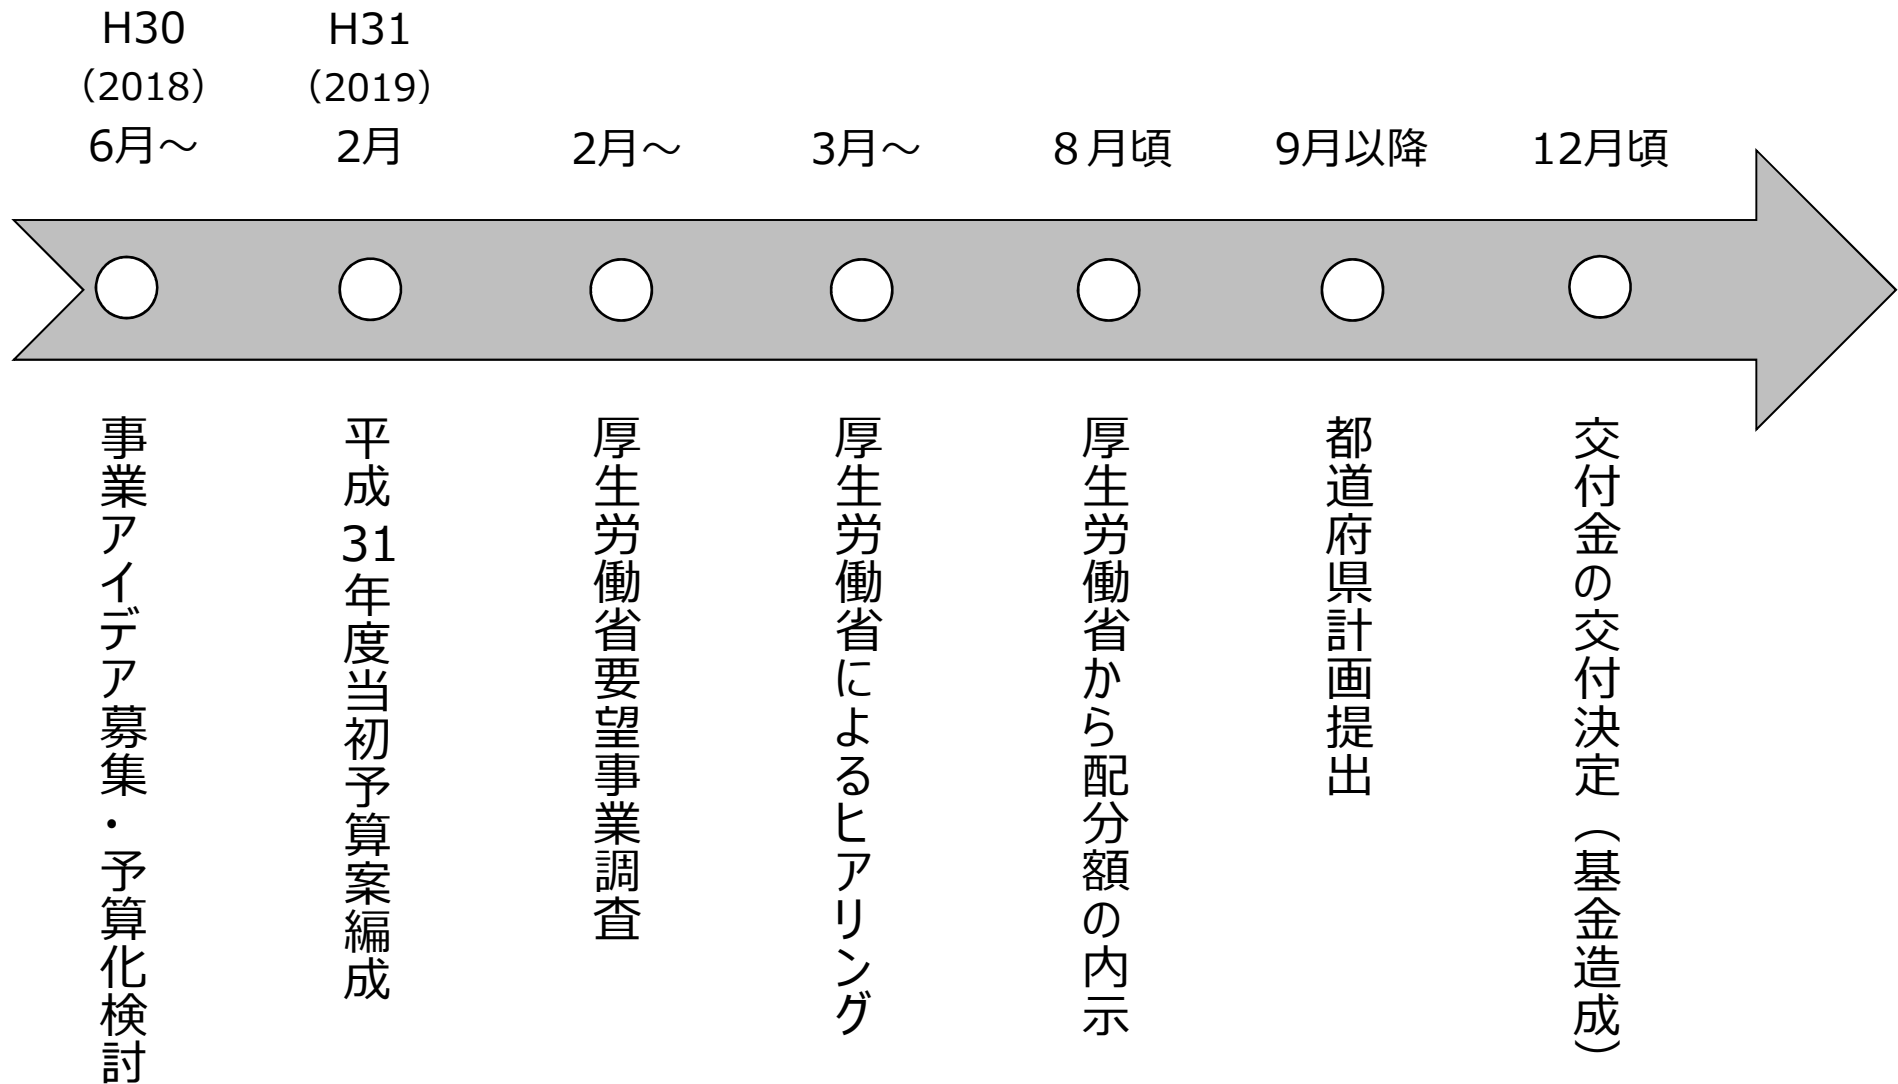 H30
（2018）
6月～
H31
（2019）
2月
2月～
3月～
８月頃
9月以降
12月頃
事業アイデア募集・予算化検討
平成31年度当初予算案編成
厚生労働省要望事業調査
厚生労働省によるヒアリング
厚生労働省から配分額の内示
都道府県計画提出
交付金の交付決定（基金造成）